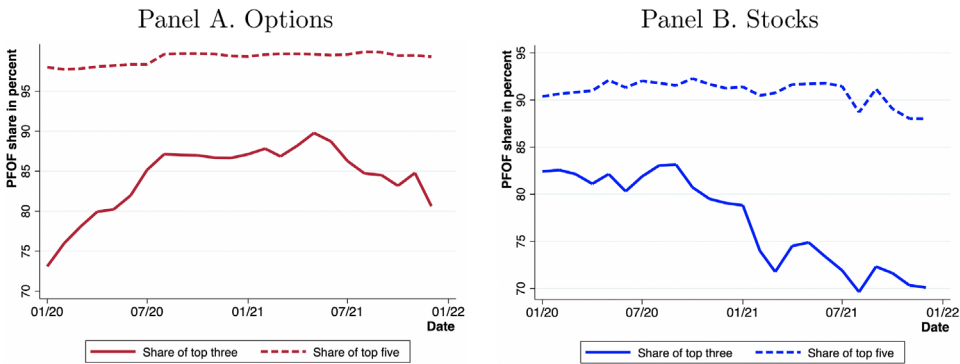 Panel A. Options
PFOF share in percent
95
90
85
80
75
70
01/20
07/20
01/21
07/21
01/22
Date
Share of top three
Share of top five
Panel B. Stocks
PFOF share in percent
95
90
85
80
75
70
01/20
07/20
01/21
07/21
01/22
Date
Share of top three
Share of top five